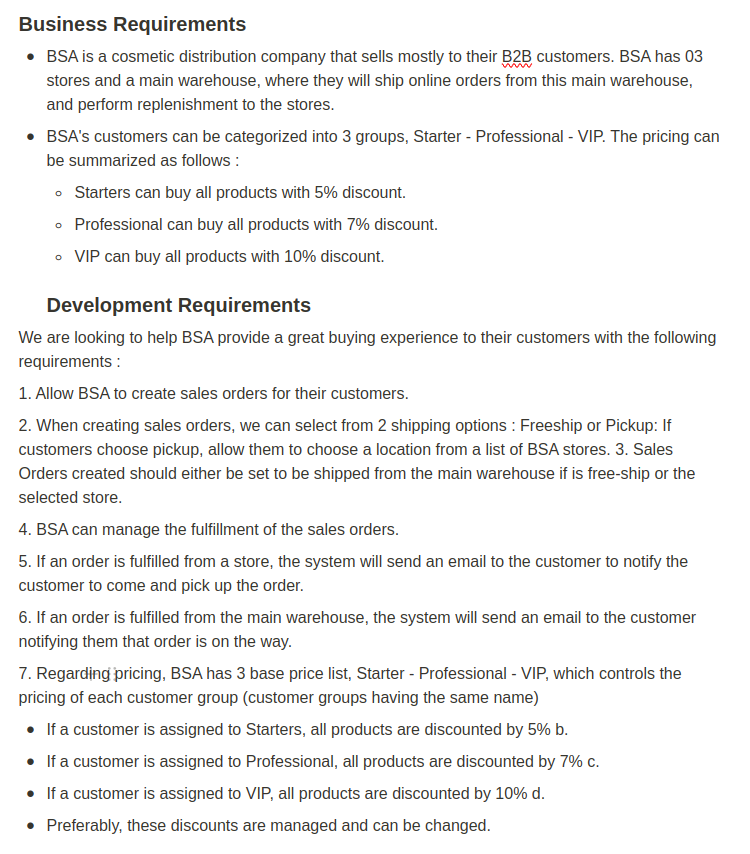 Business Requirements
● BSA is a cosmetic distribution company that sells mostly to their B2B customers. BSA has 03
stores and a main warehouse, where they will ship online orders from this main warehouse,
and perform replenishment to the stores.
● BSA's customers can be categorized into 3 groups, Starter - Professional - VIP. The pricing can
be summarized as follows :
○ Starters can buy all products with 5% discount.
○ Professional can buy all products with 7% discount.
○ VIP can buy all products with 10% discount.
Development Requirements
We are looking to help BSA provide a great buying experience to their customers with the following
requirements :
1. Allow BSA to create sales orders for their customers.
2. When creating sales orders, we can select from 2 shipping options : Freeship or Pickup: If
customers choose pickup, allow them to choose a location from a list of BSA stores. 3. Sales
Orders created should either be set to be shipped from the main warehouse if is free-ship or the
selected store.
4. BSA can manage the fulfillment of the sales orders.
5. If an order is fulfilled from a store, the system will send an email to the customer to notify the
customer to come and pick up the order.
6. If an order is fulfilled from the main warehouse, the system will send an email to the customer
notifying them that order is on the way.
7. Regarding pricing, BSA has 3 base price list, Starter - Professional - VIP, which controls the
pricing of each customer group (customer groups having the same name)
● If a customer is assigned to Starters, all products are discounted by 5% b.
● If a customer is assigned to Professional, all products are discounted by 7% c.
● If a customer is assigned to VIP, all products are discounted by 10% d.
● Preferably, these discounts are managed and can be changed.